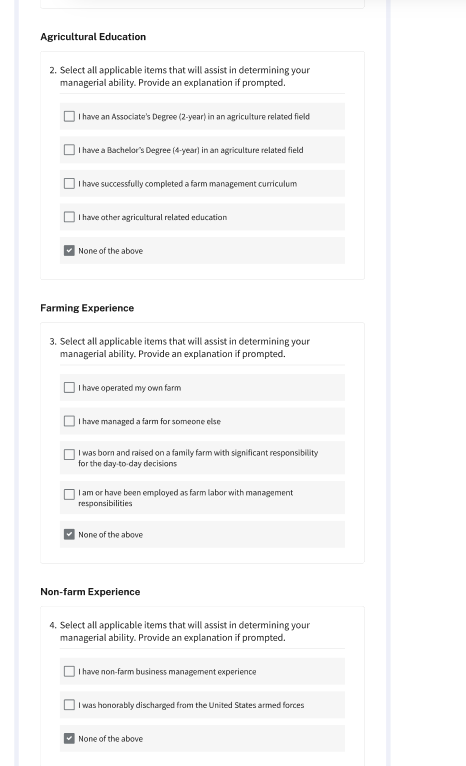 Agricultural Education
2. Select all applicable items that will assist in determining your
managerial ability. Provide an explanation if prompted.
I have an Associate's Degree (2-year) in an agriculture related field
I have a Bachelor's Degree (4-year) in an agriculture related field
I have successfully completed a farm management curriculum
I have other agricultural related education
None of the above
Farming Experience
3. Select all applicable items that will assist in determining your
managerial ability. Provide an explanation if prompted.
I have operated my own farm
I have managed a farm for someone else
I was born and raised on a family farm with significant responsibility
for the day-to-day decisions
I am or have been employed as farm labor with management
responsibilities
None of the above
Non-farm Experience
4. Select all applicable items that will assist in determining your
managerial ability. Provide an explanation if prompted.
I have non-farm business management experience
I was honorably discharged from the United States armed forces
None of the above